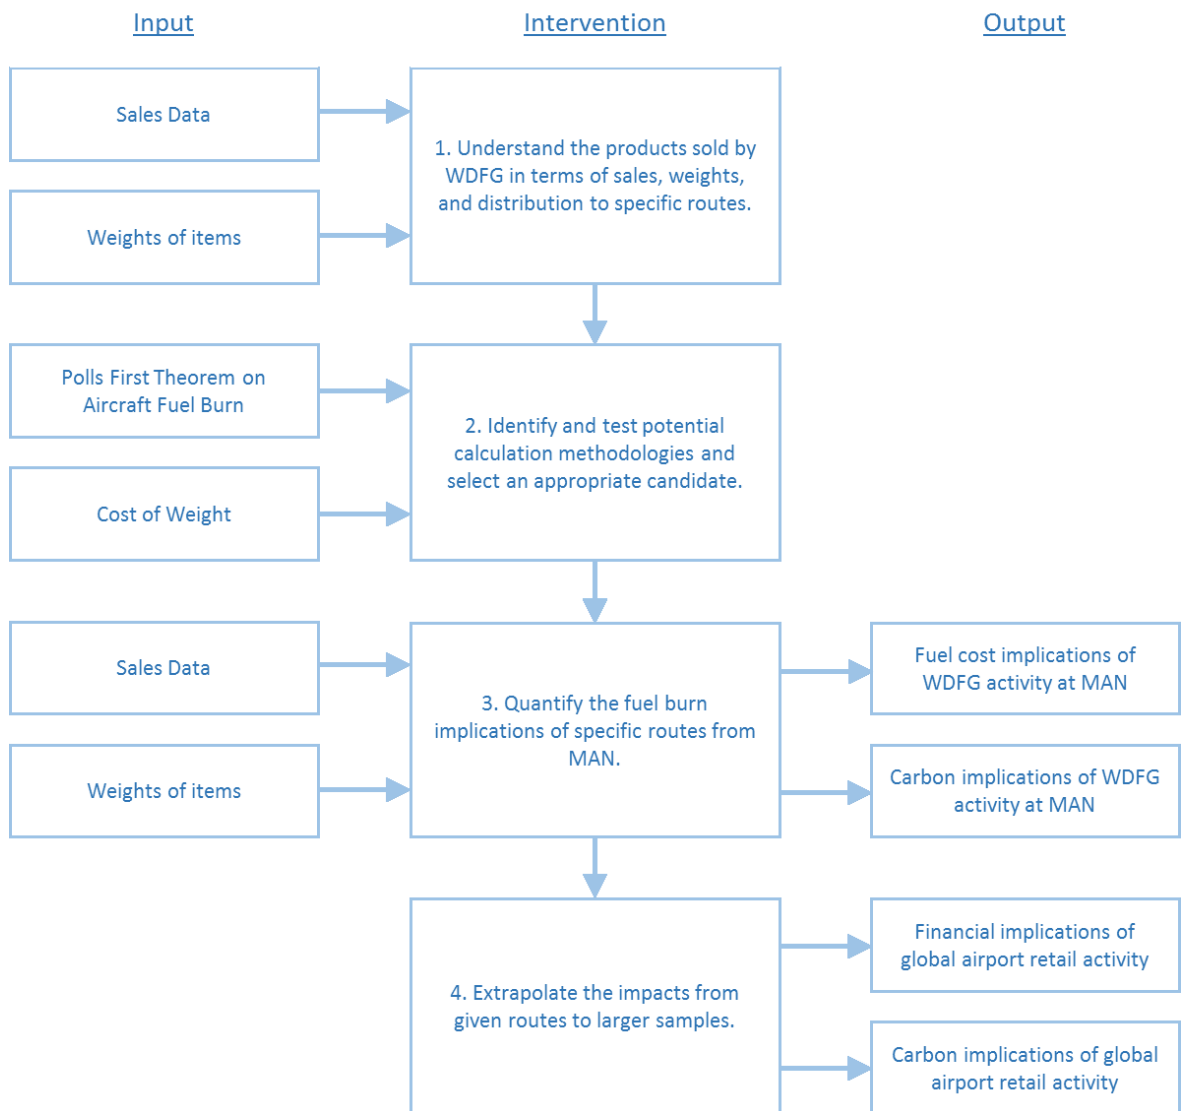 Input
Intervention
Output
Sales Data
Weights of items
1. Understand the products sold by
WDFG in terms of sales, weights,
and distribution to specific routes.
Polls First Theorem on
Aircraft Fuel Burn
Cost of Weight
2. Identify and test potential
calculation methodologies and
select an appropriate candidate.
Sales Data
Weights of items
3. Quantify the fuel burn
implications of specific routes from
MAN.
Fuel cost implications of
WDFG activity at MAN
Carbon implications of WDFG
activity at MAN
4. Extrapolate the impacts from
given routes to larger samples.
Financial implications of
global airport retail activity
Carbon implications of global
airport retail activity